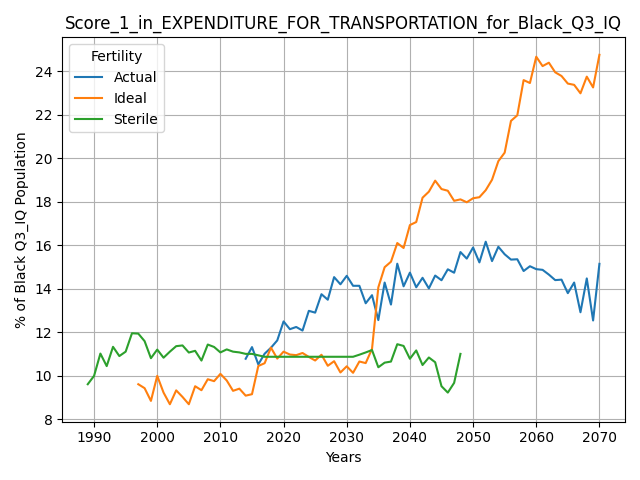 Score_1_in_EXPENDITURE_FOR_TRANSPORTATION_for_Black_Q3_IQ
Fertility
Actual
Ideal
Sterile
% of Black Q3_IQ Population
24
22
20
18
16
14
12
10
8
1990 2000 2010 2020 2030 2040 2050 2060 2070
Years